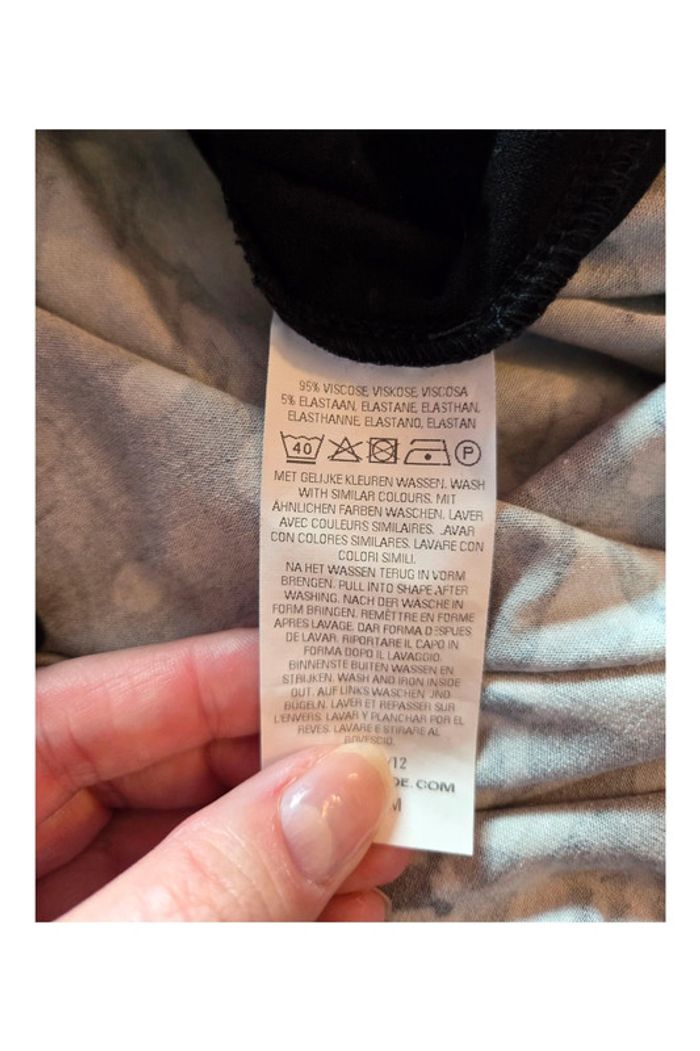 95% VISCOSE, VISKOSE, VISCOSA
5% ELASTAAN, ELASTANE, ELASTHAN,
ELASTHANNE, ELASTANO, ELASTAN
40 P
MET GELIJKE KLEUREN WASSEN. WASH
WITH SIMILAR COLOURS. MIT
ÄHNLICHEN FARBEN WASCHEN. LAVER
AVEC COULEURS SIMILAIRES. LAVAR
CON COLORES SIMILARES. LAVARE CON
COLORI SIMILI.
NA HET WASSEN TERUG IN VORM
BRENGEN. PULL INTO SHAPE AFTER
WASHING. NACH DER WÄSCHE IN
FORM BRINGEN. REMETTRE EN FORME
APRES LAVAGE. DAR FORMA DESPUES
DE LAVAR. RIPORTARE IL CAPO IN
FORMA DOPO IL LAVAGGIO.
BINNENSTE BUITEN WASSEN EN
STRIJKEN. WASH AND IRON INSIDE
OUT. AUF LINKS WASCHEN UND
BÜGELN. LAVER ET REPASSER SUR
L'ENVERS. LAVAR Y PLANCHAR POR EL
REVES. LAVARE E STIRARE AL
ROVESCIO.
/12
DE.COM
M